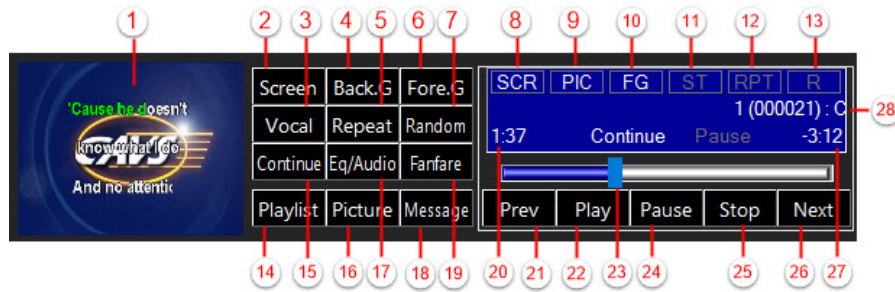 1 2 3 4 5 6 7 8 9 10 11 12 13
'Cause he doesn't
know what I do-
CAVS
And no attentic
Screen Back.G Fore.G
Vocal Repeat Random
Continue Eq/Audio Fanfare
Playlist Picture Message
SCR PIC FG ST RPT R
1 (000021) : C 28
1:37 Continue Pause -3:12
Prev Play Pause Stop Next
14 15 16 17 18 19 20 21 22 23 24 25 26 27